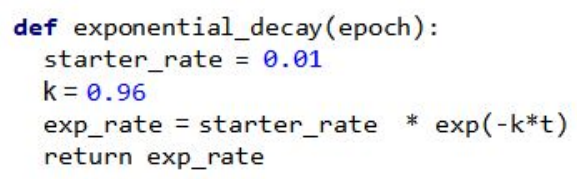 def exponential_decay(epoch):
  starter_rate = 0.01
  k = 0.96
  exp_rate = starter_rate * exp(-k*t)
  return exp_rate